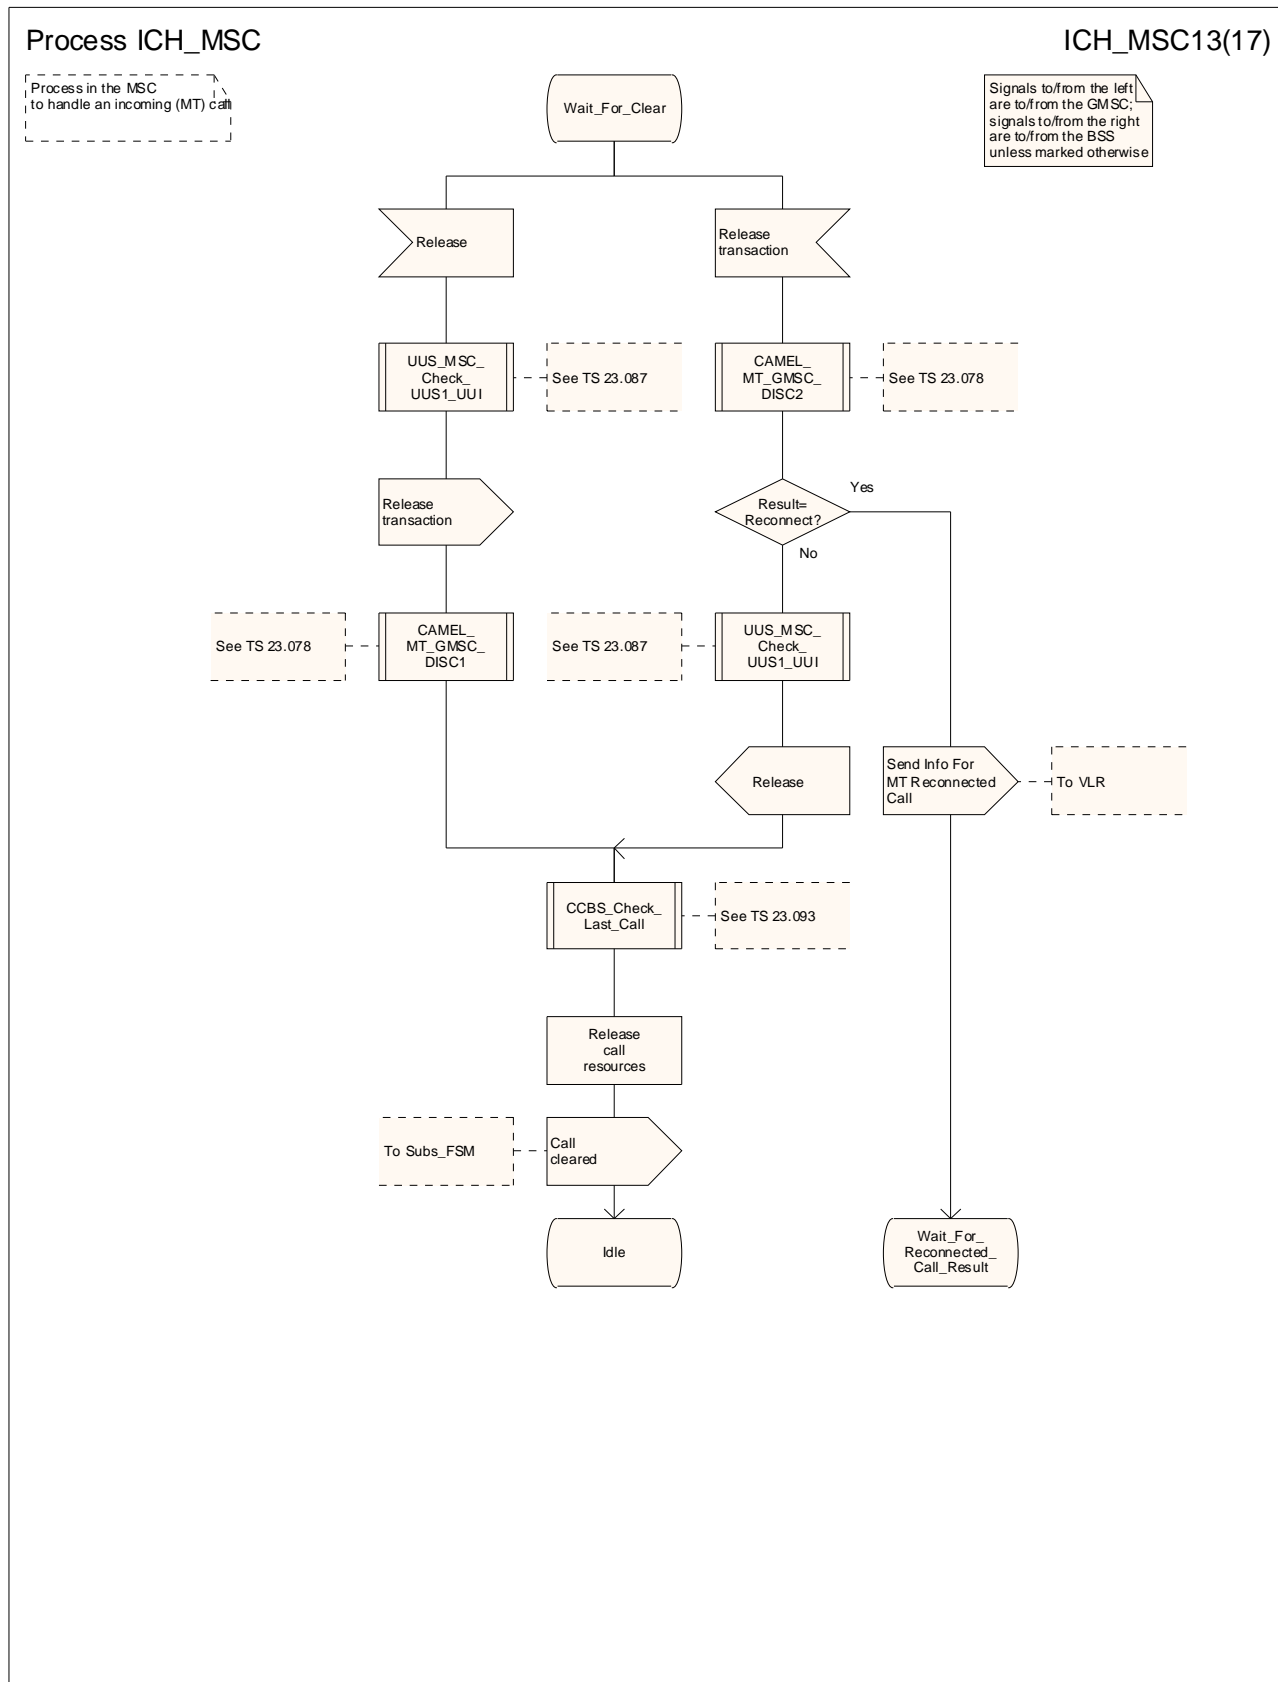 Process ICH_MSC
ICH_MSC13(17)
Process in the MSC
to handle an incoming (MT) call
Signals to/from the left
are to/from the GMSC;
signals to/from the right
are to/from the BSS
unless marked otherwise
Wait_For_Clear
Release
Release
transaction
UUS_MSC_
Check_
UUS1_UUI
See TS 23.087
CAMEL_
MT_GMSC_
DISC2
See TS 23.078
Release
transaction
Result=
Reconnect?
Yes
No
See TS 23.078
CAMEL_
MT_GMSC_
DISC1
See TS 23.087
UUS_MSC_
Check_
UUS1_UUI
Release
Send Info For
MT Reconnected
Call
To VLR
CCBS_Check_
Last_Call
See TS 23.093
Release
call
resources
To Subs_FSM
Call
cleared
Idle
Wait_For_
Reconnected_
Call_Result